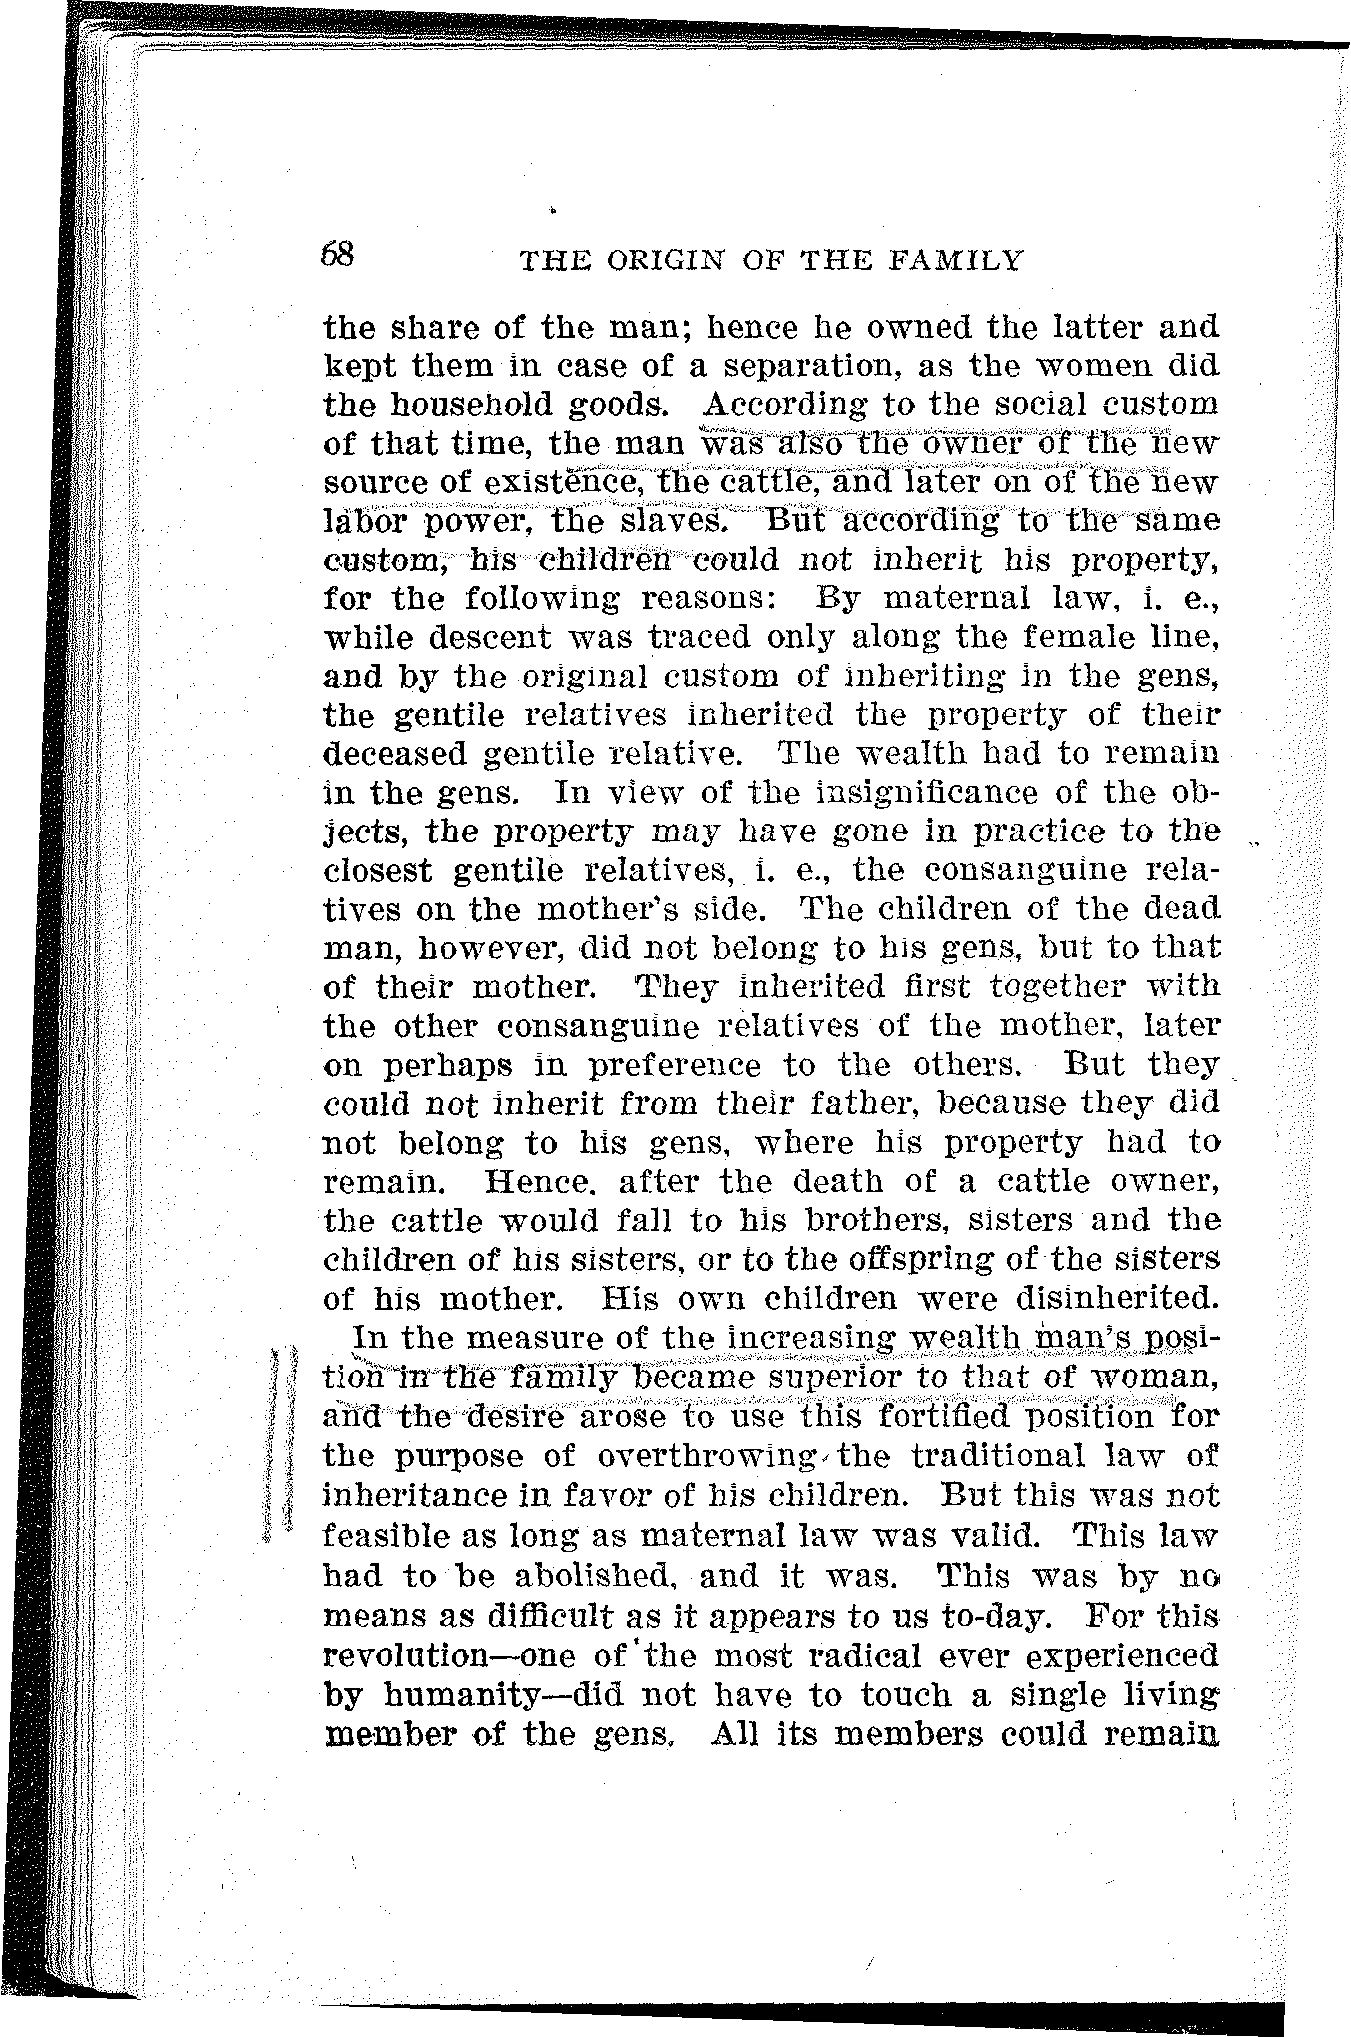 68 THE ORIGIN OF THE FAMILY
the share of the man; hence he owned the latter and
kept them in case of a separation, as the women did
the household goods. According to the social custom
of that time, the man was also the owner of the new
source of existence, the cattle, and later on of the new
labor power, the slaves. But according to the same
custom, his children could not inherit his property,
for the following reasons: By maternal law, i. e.,
while descent was traced only along the female line,
and by the original custom of inheriting in the gens,
the gentile relatives inherited the property of their
deceased gentile relative. The wealth had to remain
in the gens. In view of the insignificance of the ob-
jects, the property may have gone in practice to the
closest gentile relatives, i. e., the consanguine rela-
tives on the mother's side. The children of the dead
man, however, did not belong to his gens, but to that
of their mother. They inherited first together with
the other consanguine relatives of the mother, later
on perhaps in preference to the others. But they
could not inherit from their father, because they did
not belong to his gens, where his property had to
remain. Hence. after the death of a cattle owner,
the cattle would fall to his brothers, sisters and the
children of his sisters, or to the offspring of the sisters
of his mother. His own children were disinherited.
In the measure of the increasing wealth man's posi-
tion in the family became superior to that of woman,
and the desire arose to use this fortified position for
the purpose of overthrowing the traditional law of
inheritance in favor of his children. But this was not
feasible as long as maternal law was valid. This law
had to be abolished, and it was. This was by no
means as difficult as it appears to us to-day. For this
revolution—one of the most radical ever experienced
by humanity—did not have to touch a single living
member of the gens. All its members could remain